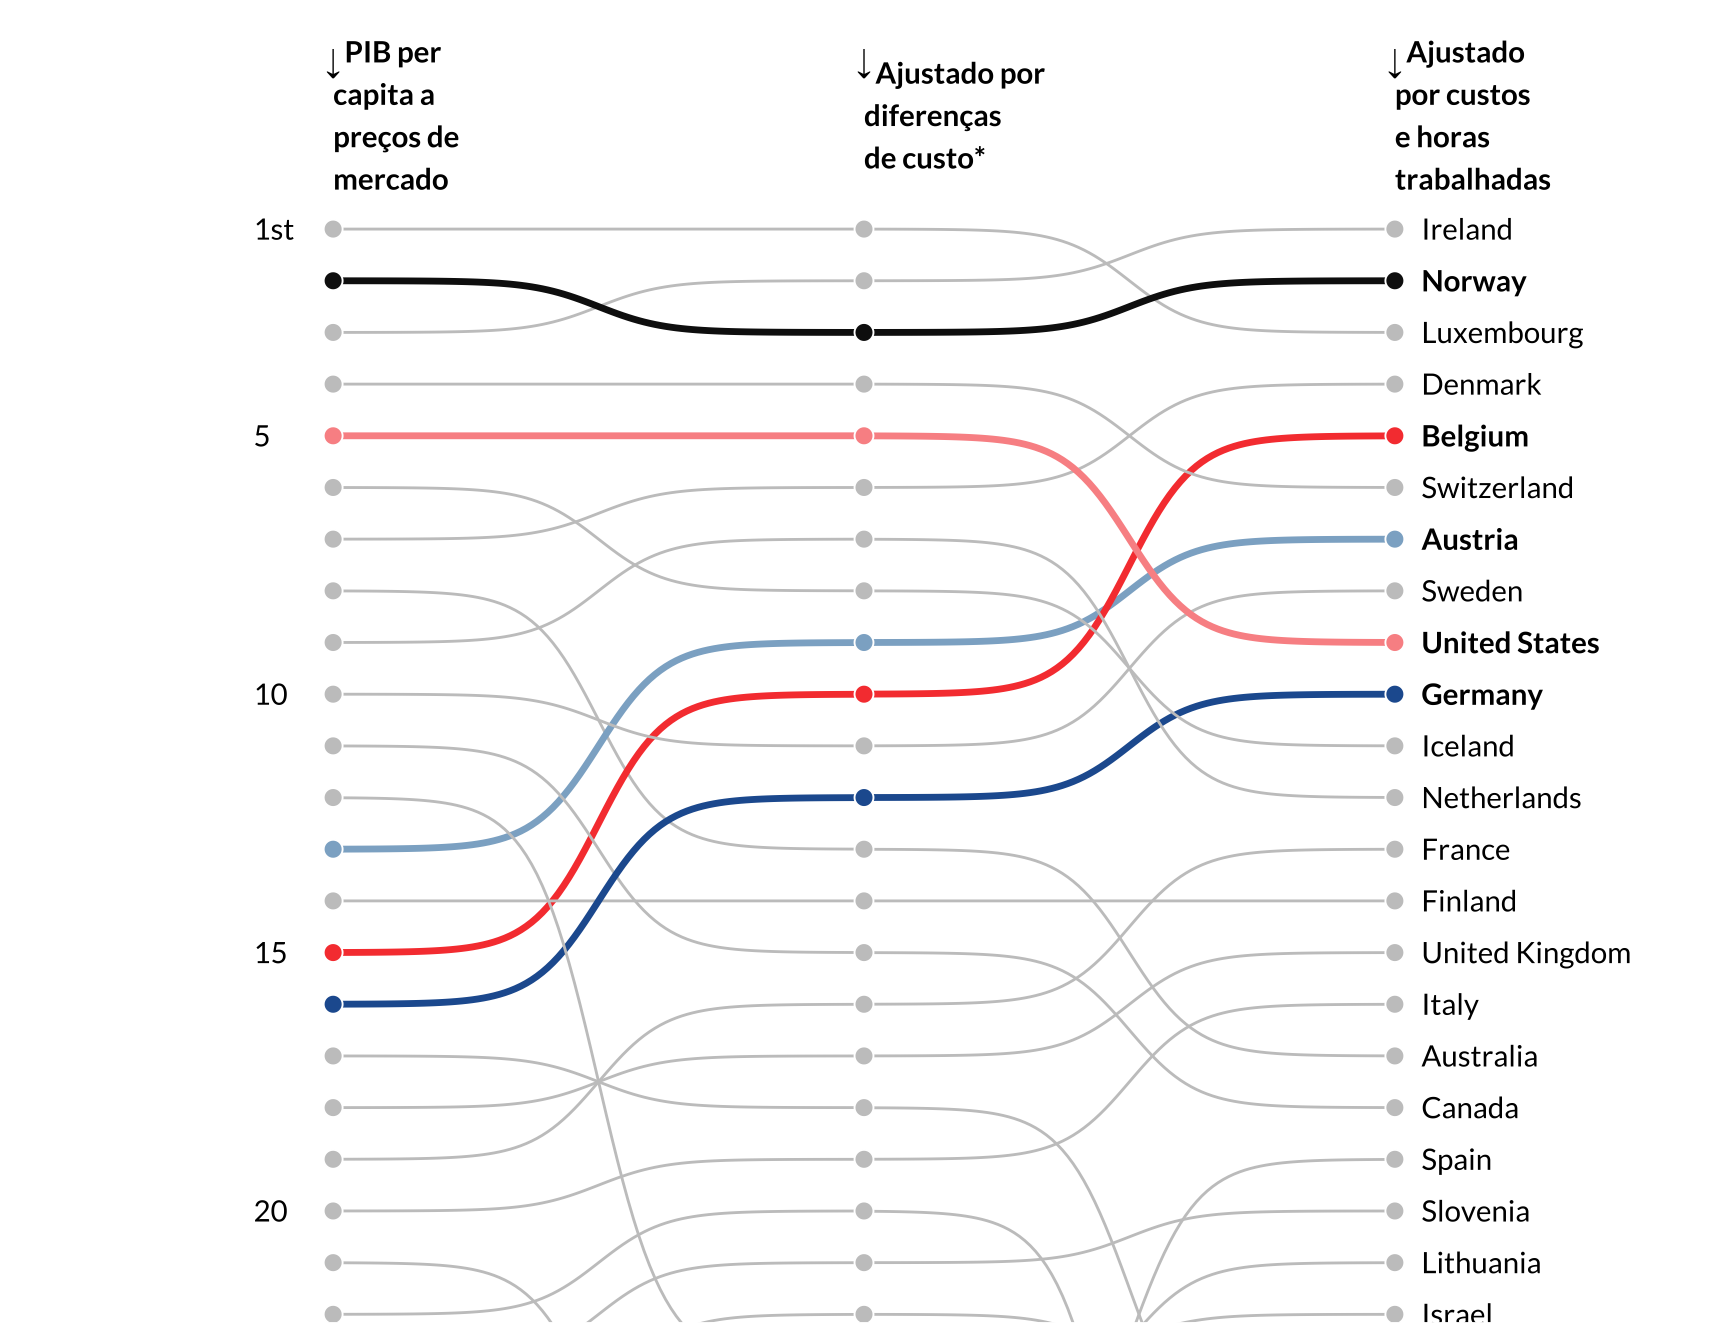 ↓ PIB per
capita a
preços de
mercado
↓ Ajustado por
diferenças
de custo*
↓ Ajustado
por custos
e horas
trabalhadas
1st
5
10
15
20
Ireland
Norway
Luxembourg
Denmark
Belgium
Switzerland
Austria
Sweden
United States
Germany
Iceland
Netherlands
France
Finland
United Kingdom
Italy
Australia
Canada
Spain
Slovenia
Lithuania
Israel